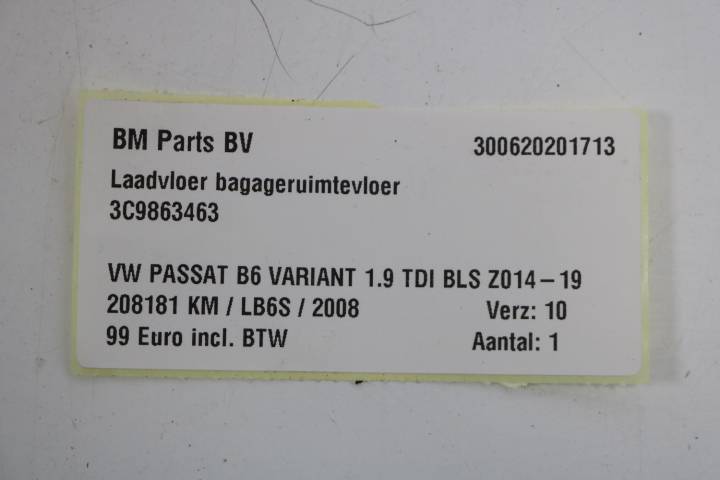 BM Parts BV 300620201713
Laadvloer bagageruimtevloer
3C9863463
VW PASSAT B6 VARIANT 1.9 TDI BLS Z014-19
208181 KM / LB6S / 2008 Verz: 10
99 Euro incl. BTW Aantal: 1